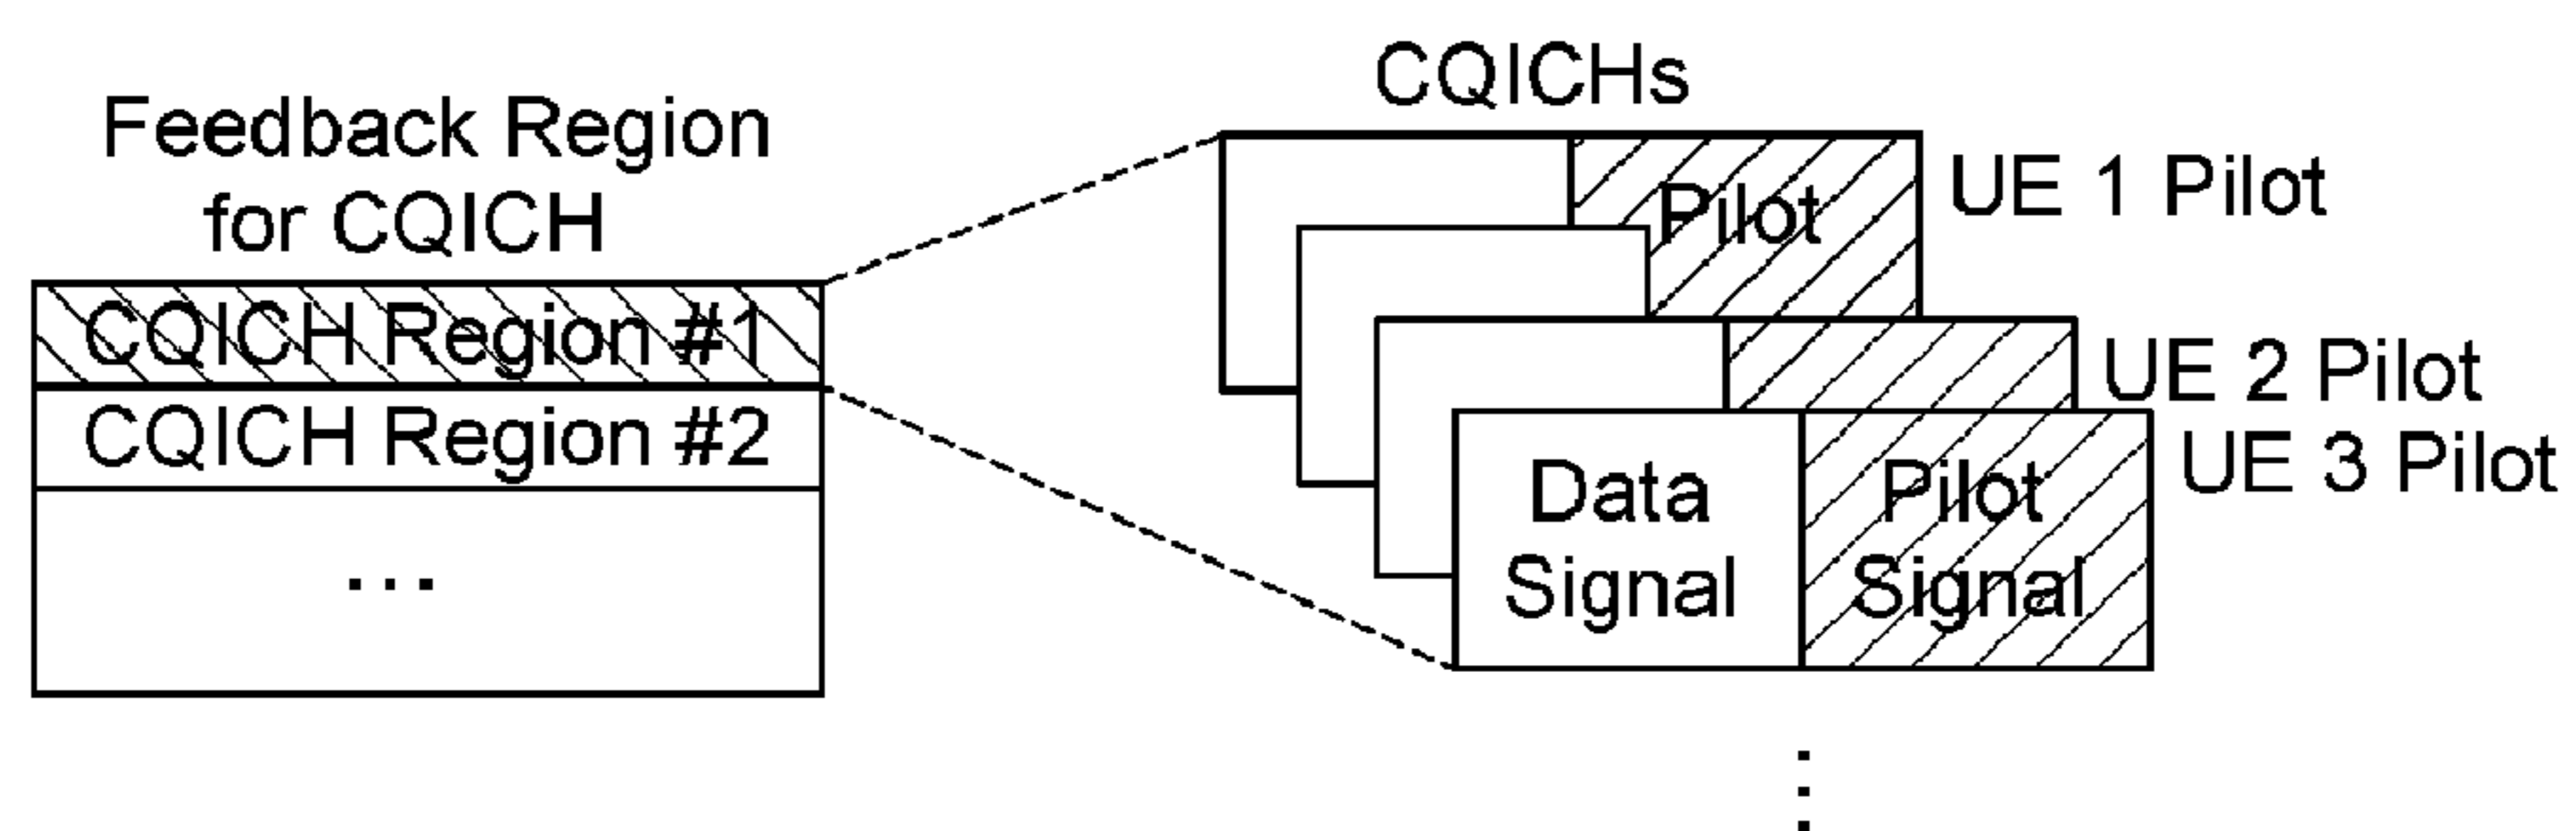 Feedback Region
for CQICH
CQICH Region #1
CQICH Region #2
...
CQICHs
Pilot
UE 1 Pilot
UE 2 Pilot
UE 3 Pilot
Data
Signal
Pilot
Signal